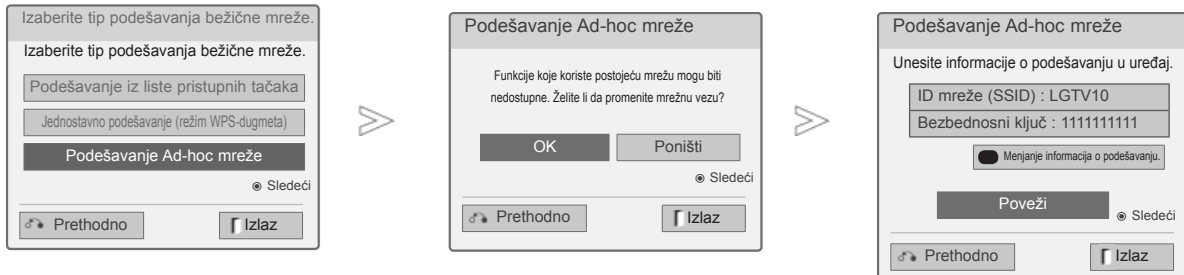 Izaberite tip podešavanja bežične mreže.
Izaberite tip podešavanja bežične mreže.
Podešavanje iz liste pristupnih tačaka
Jednostavno podešavanje (režim WPS-dugmeta)
Podešavanje Ad-hoc mreže
Sledeći
Prethodno
Izlaz
Podešavanje Ad-hoc mreže
Funkcije koje koriste postojeću mrežu mogu biti
nedostupne. Želite li da promenite mrežnu vezu?
OK
Poništi
Sledeći
Prethodno
Izlaz
Podešavanje Ad-hoc mreže
Unesite informacije o podešavanju u uređaj.
ID mreže (SSID) : LGTV10
Bezbednosni ključ : 1111111111
Menjanje informacija o podešavanju.
Poveži
Sledeći
Prethodno
Izlaz